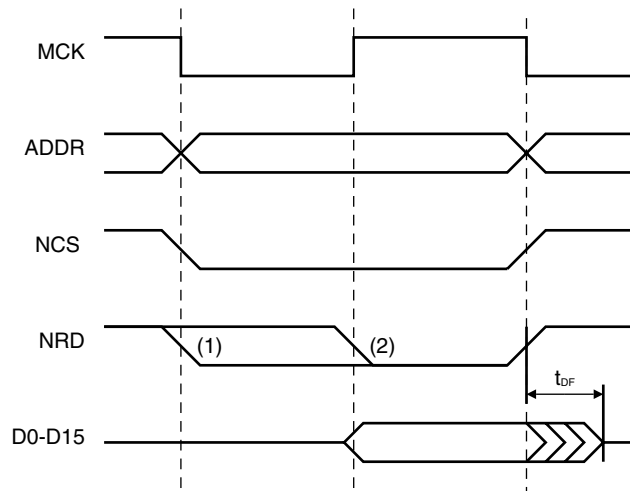 MCK
ADDR
NCS
NRD
(1)
(2)
tDF
D0-D15